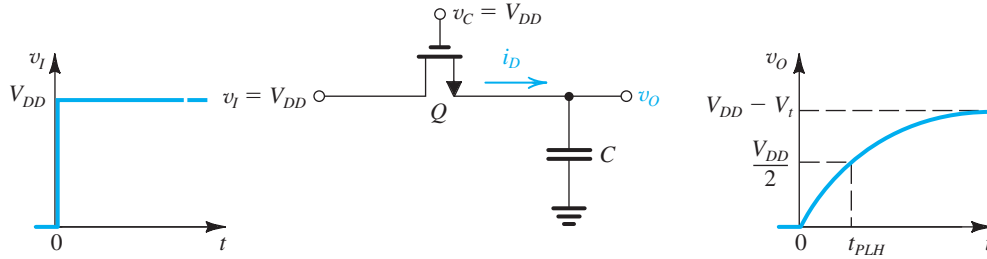 v_I
V_DD
0
t
v_C = V_DD
v_I = V_DD
Q
i_D
v_O
C
v_O
V_DD − V_t
V_DD
2
0
t_PLH
t